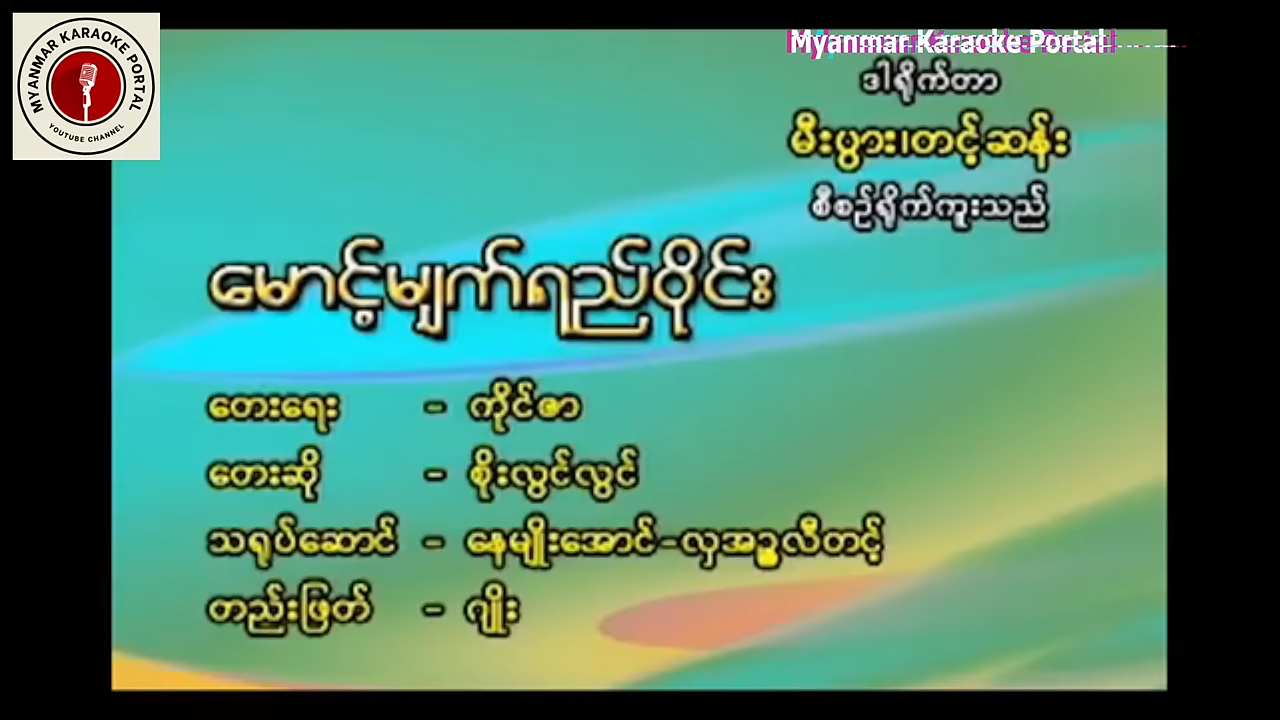 MYANMAR KARAOKE PORTAL
YOUTUBE CHANNEL
Myanmar Karaoke Portal
ဒါရိုက်တာ
မီးပွား၊တင့်ဆန်း
စီစဉ်ရိုက်ကူးသည်
မောင့်မျက်ရည်ဝိုင်း
တေးရေး - ကိုင်ဇာ
တေးဆို - စိုးလွင်လွင်
သရုပ်ဆောင် - နေမျိုးအောင်-လှအဉ္စလီတင့်
တည်းဖြတ် - ဂျိုး